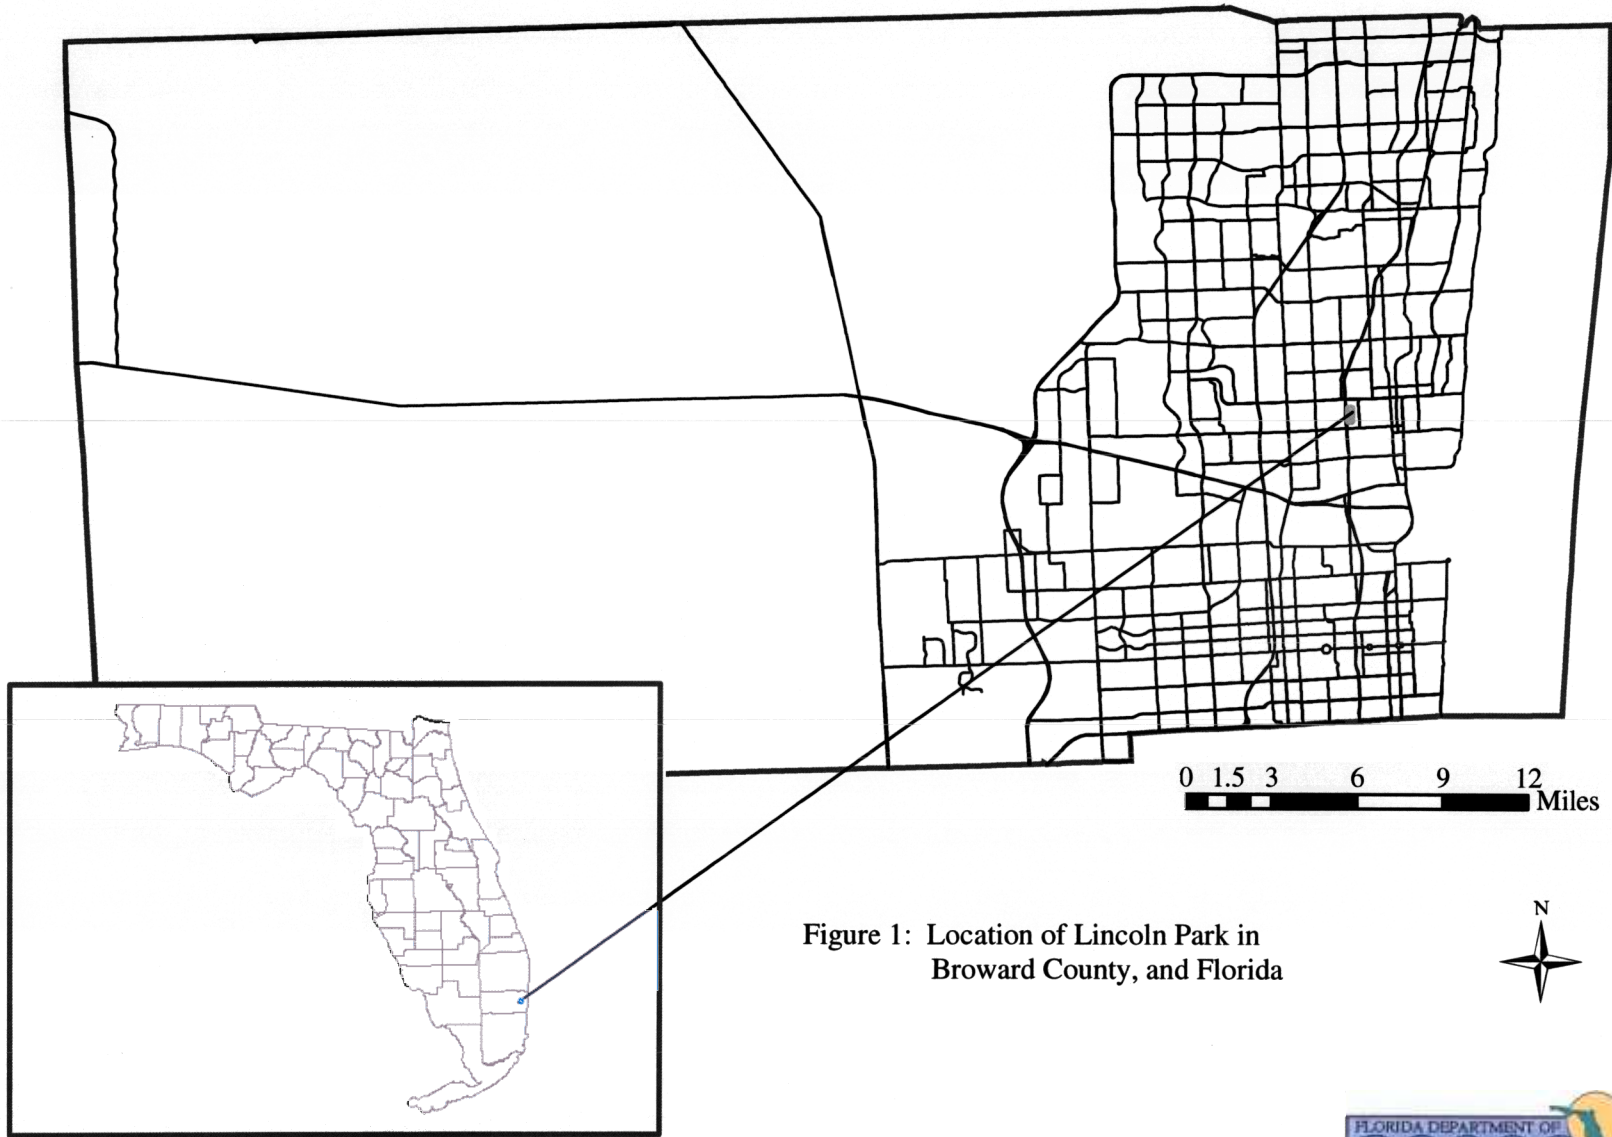 0 1.5 3 6 9 12
Miles
Figure 1: Location of Lincoln Park in
Broward County, and Florida
N
FLORIDA DEPARTMENT OF